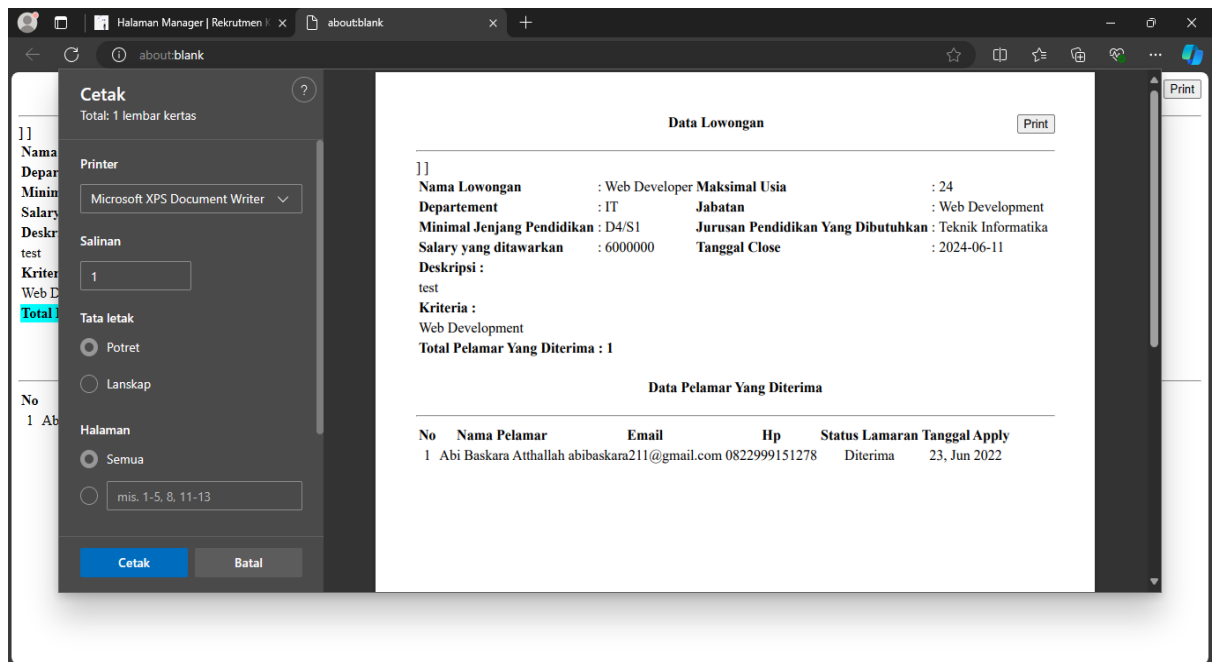 Halaman Manager | Rekrutmen K
about:blank
about:blank
Print
] ]
Nama
Depar
Minim
Salary
Deskr
test
Kriter
Web D
Total
No
1 Ab
Cetak
?
Total: 1 lembar kertas
Printer
Microsoft XPS Document Writer
Salinan
1
Tata letak
Potret
Lanskap
Halaman
Semua
mis. 1-5, 8, 11-13
Cetak Batal
Data Lowongan Print
] ]
Nama Lowongan : Web Developer Maksimal Usia : 24
Departement : IT Jabatan : Web Development
Minimal Jenjang Pendidikan : D4/S1 Jurusan Pendidikan Yang Dibutuhkan : Teknik Informatika
Salary yang ditawarkan : 6000000 Tanggal Close : 2024-06-11
Deskripsi :
test
Kriteria :
Web Development
Total Pelamar Yang Diterima : 1
Data Pelamar Yang Diterima
No Nama Pelamar Email Hp Status Lamaran Tanggal Apply
1 Abi Baskara Atthallah abibaskara211@gmail.com 0822999151278 Diterima 23, Jun 2022